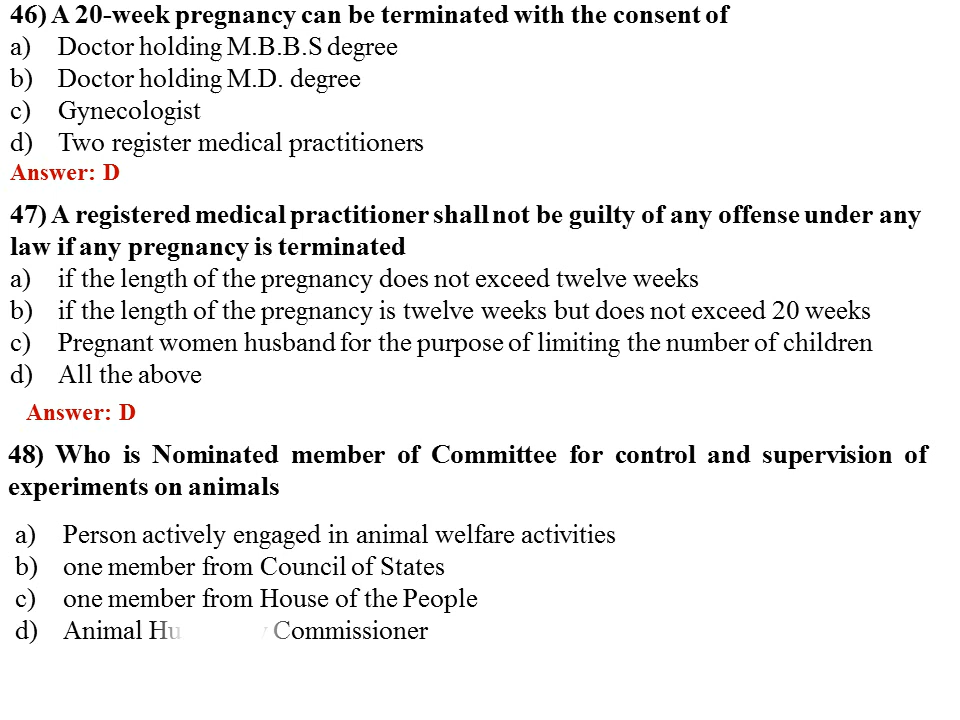 46) A 20-week pregnancy can be terminated with the consent of
a) Doctor holding M.B.B.S degree
b) Doctor holding M.D. degree
c) Gynecologist
d) Two register medical practitioners
Answer: D
47) A registered medical practitioner shall not be guilty of any offense under any
law if any pregnancy is terminated
a) if the length of the pregnancy does not exceed twelve weeks
b) if the length of the pregnancy is twelve weeks but does not exceed 20 weeks
c) Pregnant women husband for the purpose of limiting the number of children
d) All the above
Answer: D
48) Who is Nominated member of Committee for control and supervision of
experiments on animals
a) Person actively engaged in animal welfare activities
b) one member from Council of States
c) one member from House of the People
d) Animal Commissioner